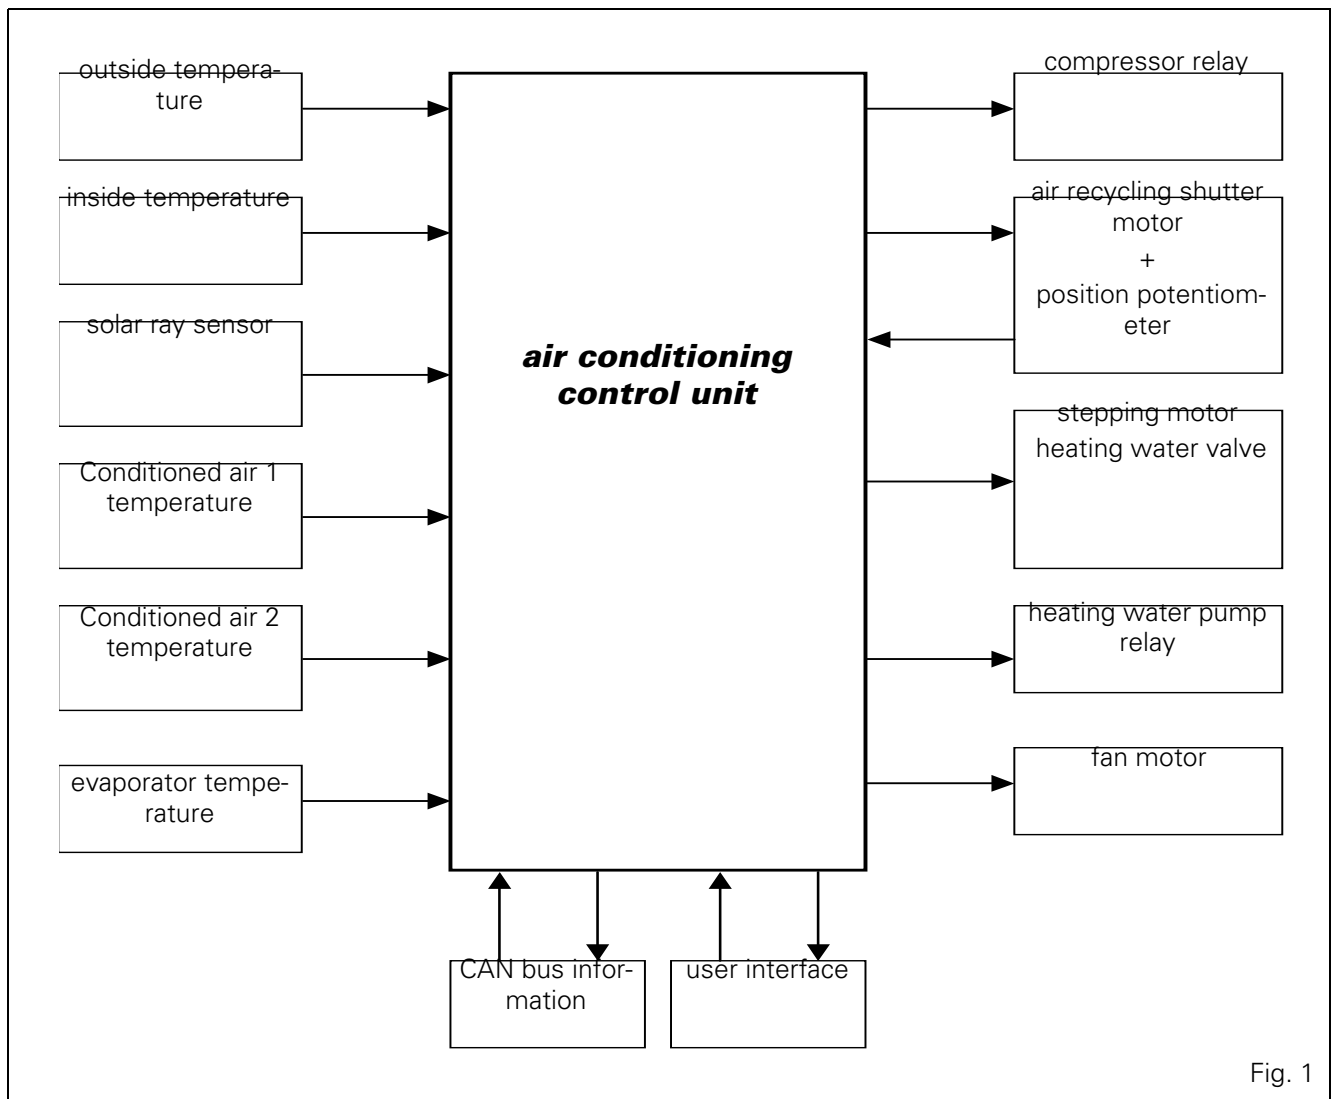 outside tempera-
ture
inside temperature
solar ray sensor
Conditioned air 1
temperature
Conditioned air 2
temperature
evaporator tempe-
rature
air conditioning
control unit
compressor relay
air recycling shutter
motor
+
position potentiom-
eter
stepping motor
heating water valve
heating water pump
relay
fan motor
CAN bus infor-
mation
user interface
Fig. 1